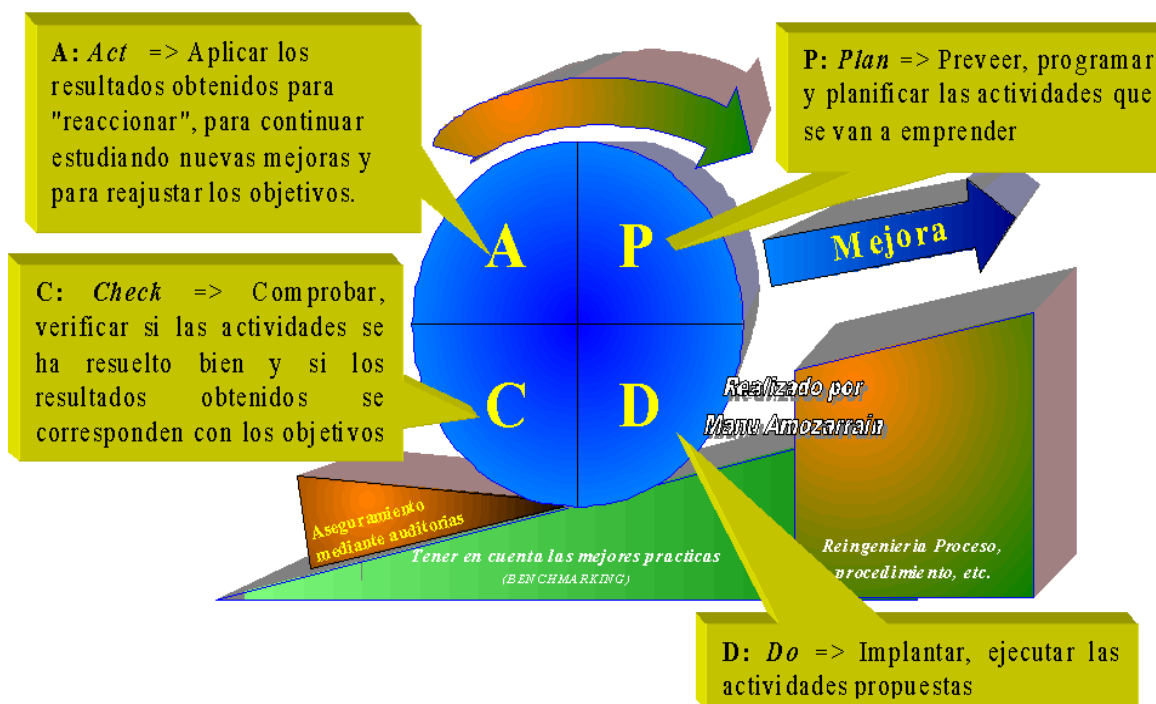 A: Act => Aplicar los
resultados obtenidos para
"reaccionar", para continuar
estudiando nuevas mejoras y
para reajustar los objetivos.
P: Plan => Preveer, programar
y planificar las actividades que
se van a emprender
A
P
Mejora
C: Check => Comprobar,
verificar si las actividades se
ha resuelto bien y si los
resultados obtenidos se
corresponden con los objetivos
C
D
Realizado por
Manu Amozarrain
Aseguramiento
mediante auditorias
Tener en cuenta las mejores practicas
(BENCHMARKING)
Reingenieria Proceso,
procedimiento, etc.
D: Do => Implantar, ejecutar las
actividades propuestas